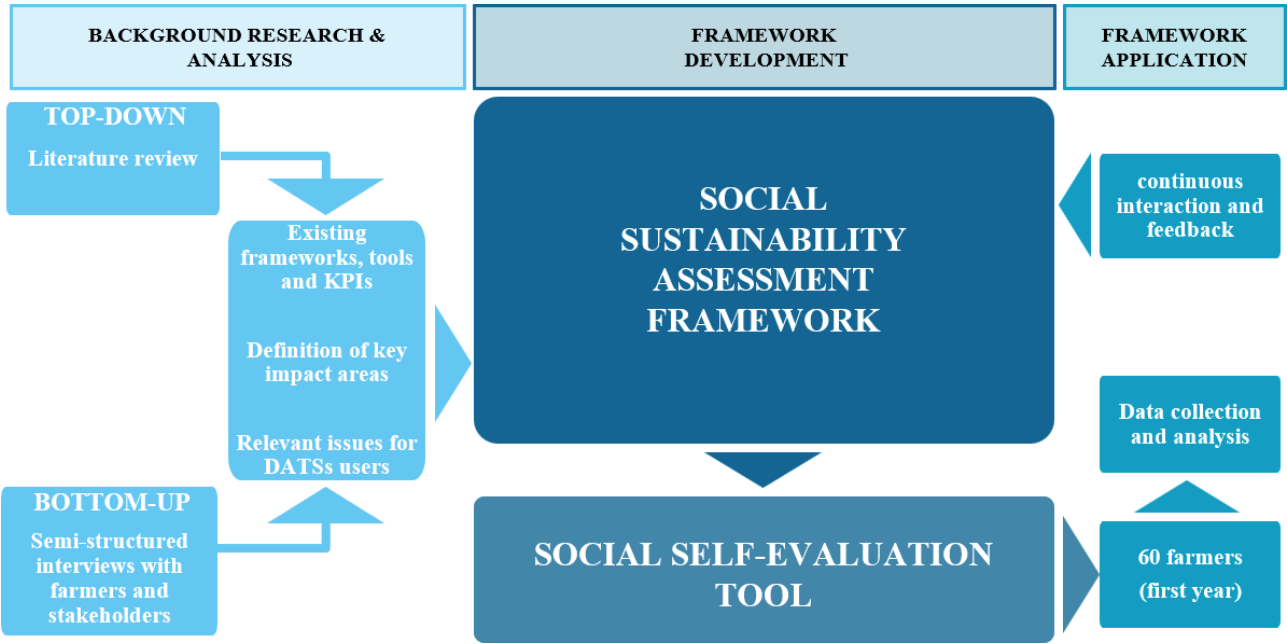 BACKGROUND RESEARCH &
ANALYSIS
FRAMEWORK
DEVELOPMENT
FRAMEWORK
APPLICATION
TOP-DOWN
Literature review
Existing
frameworks, tools
and KPIs
Definition of key
impact areas
Relevant issues for
DATSs users
BOTTOM-UP
Semi-structured
interviews with
farmers and
stakeholders
SOCIAL
SUSTAINABILITY
ASSESSMENT
FRAMEWORK
SOCIAL SELF-EVALUATION
TOOL
continuous
interaction and
feedback
Data collection
and analysis
60 farmers
(first year)